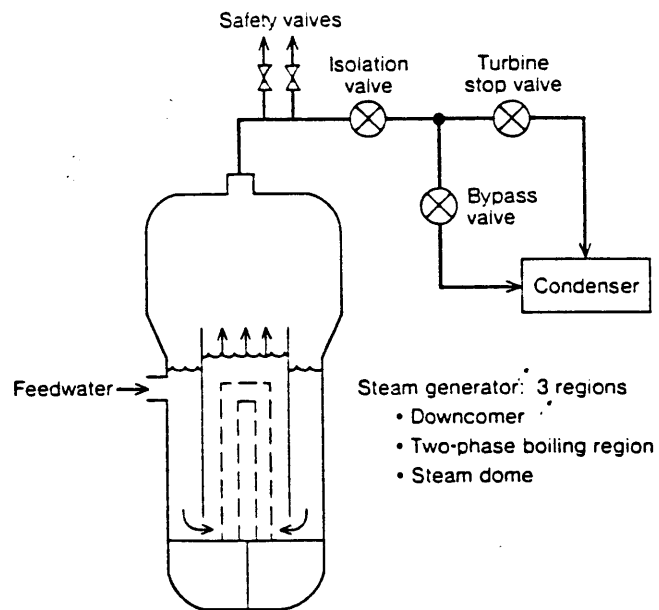 Safety valves
Isolation
valve
Turbine
stop valve
Bypass
valve
Condenser
Feedwater
Steam generator: 3 regions
• Downcomer
• Two-phase boiling region
• Steam dome